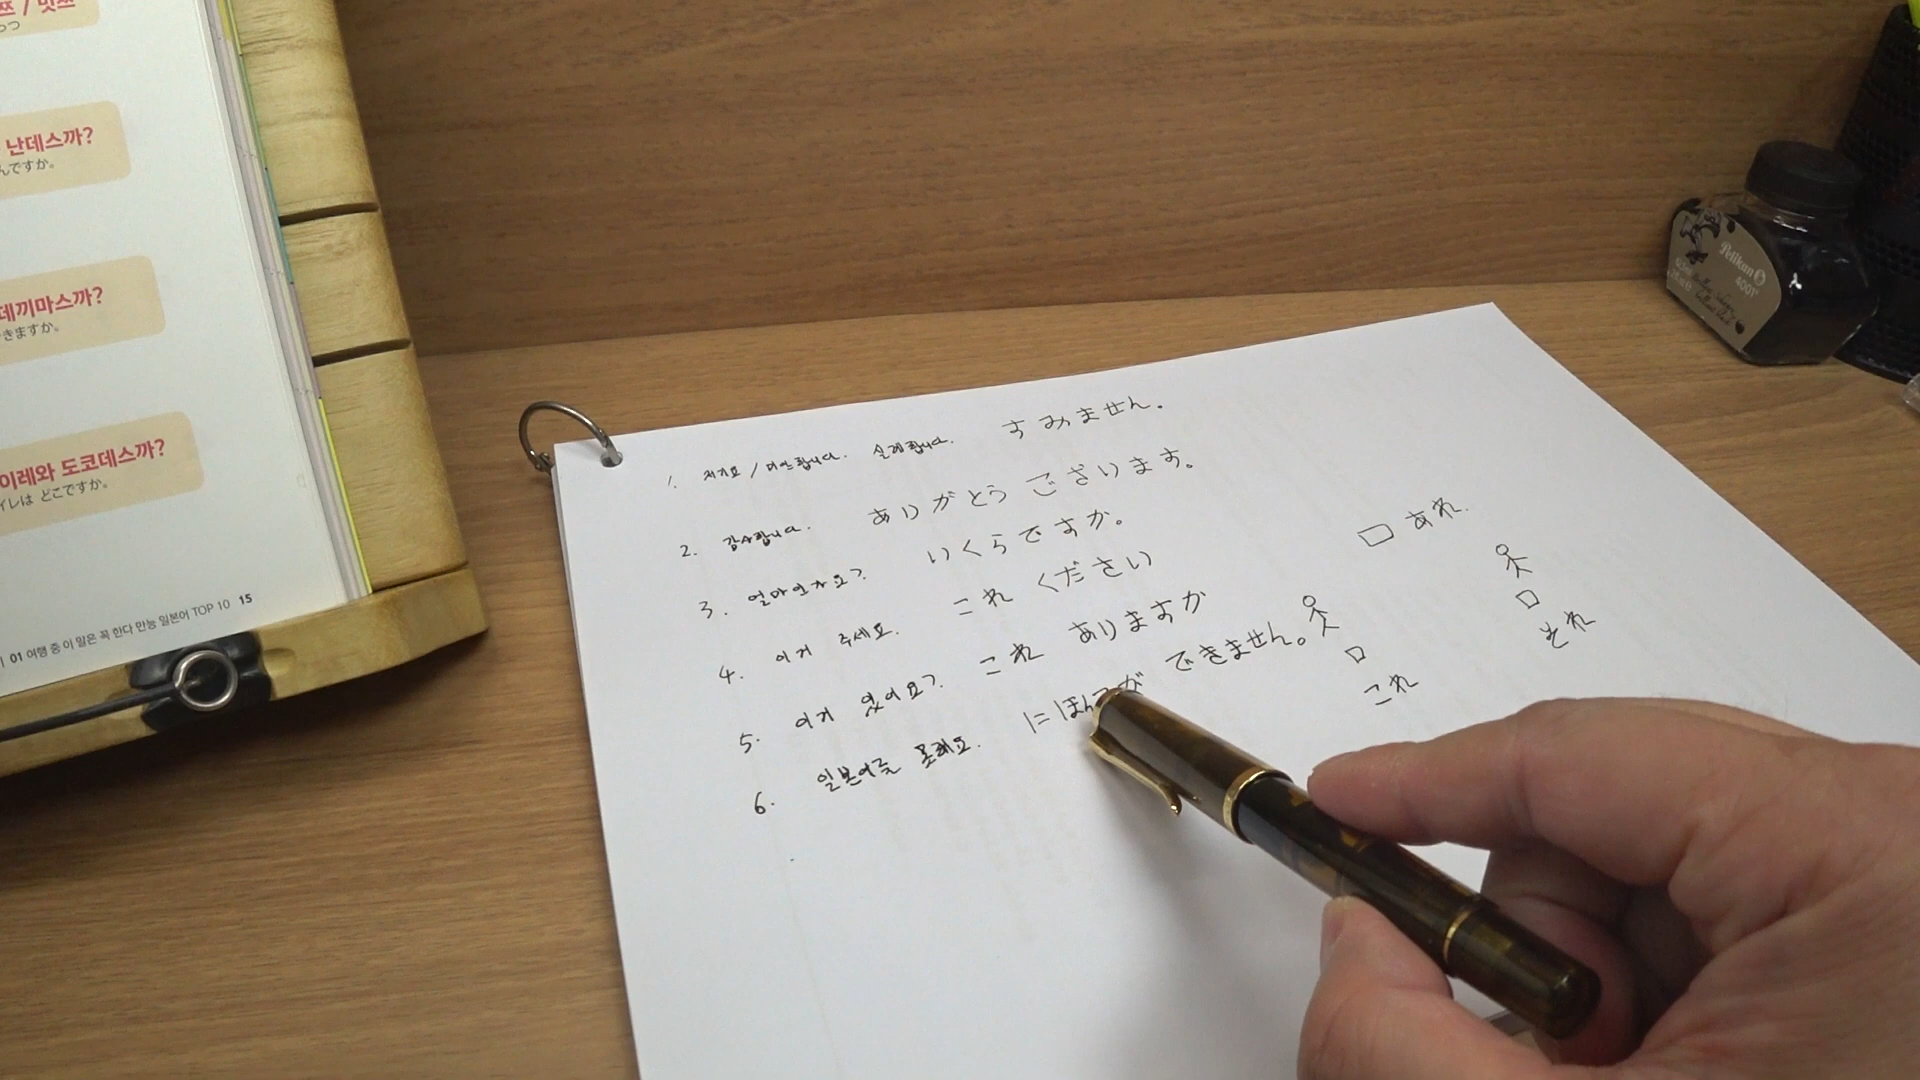 쯔 / 밋쯔
っつ
난데스까?
んですか。
데끼마스까?
きますか。
이레와 도코데스까?
イレは どこですか。
01 여행 중 이 말은 꼭 한다 만능 일본어 TOP 10 15
Pelikan
4001
1. 저기요 / 미안합니다. 실례합니다. すみません.
2. 감사합니다. ありがとう ございます。
3. 얼마인가요? いくらですか。
4. 이거 주세요. これ ください
5. 이거 있어요? これ ありますか
6. 일본어를 몰래요. にほんごが できません。
あれ.
それ
これ